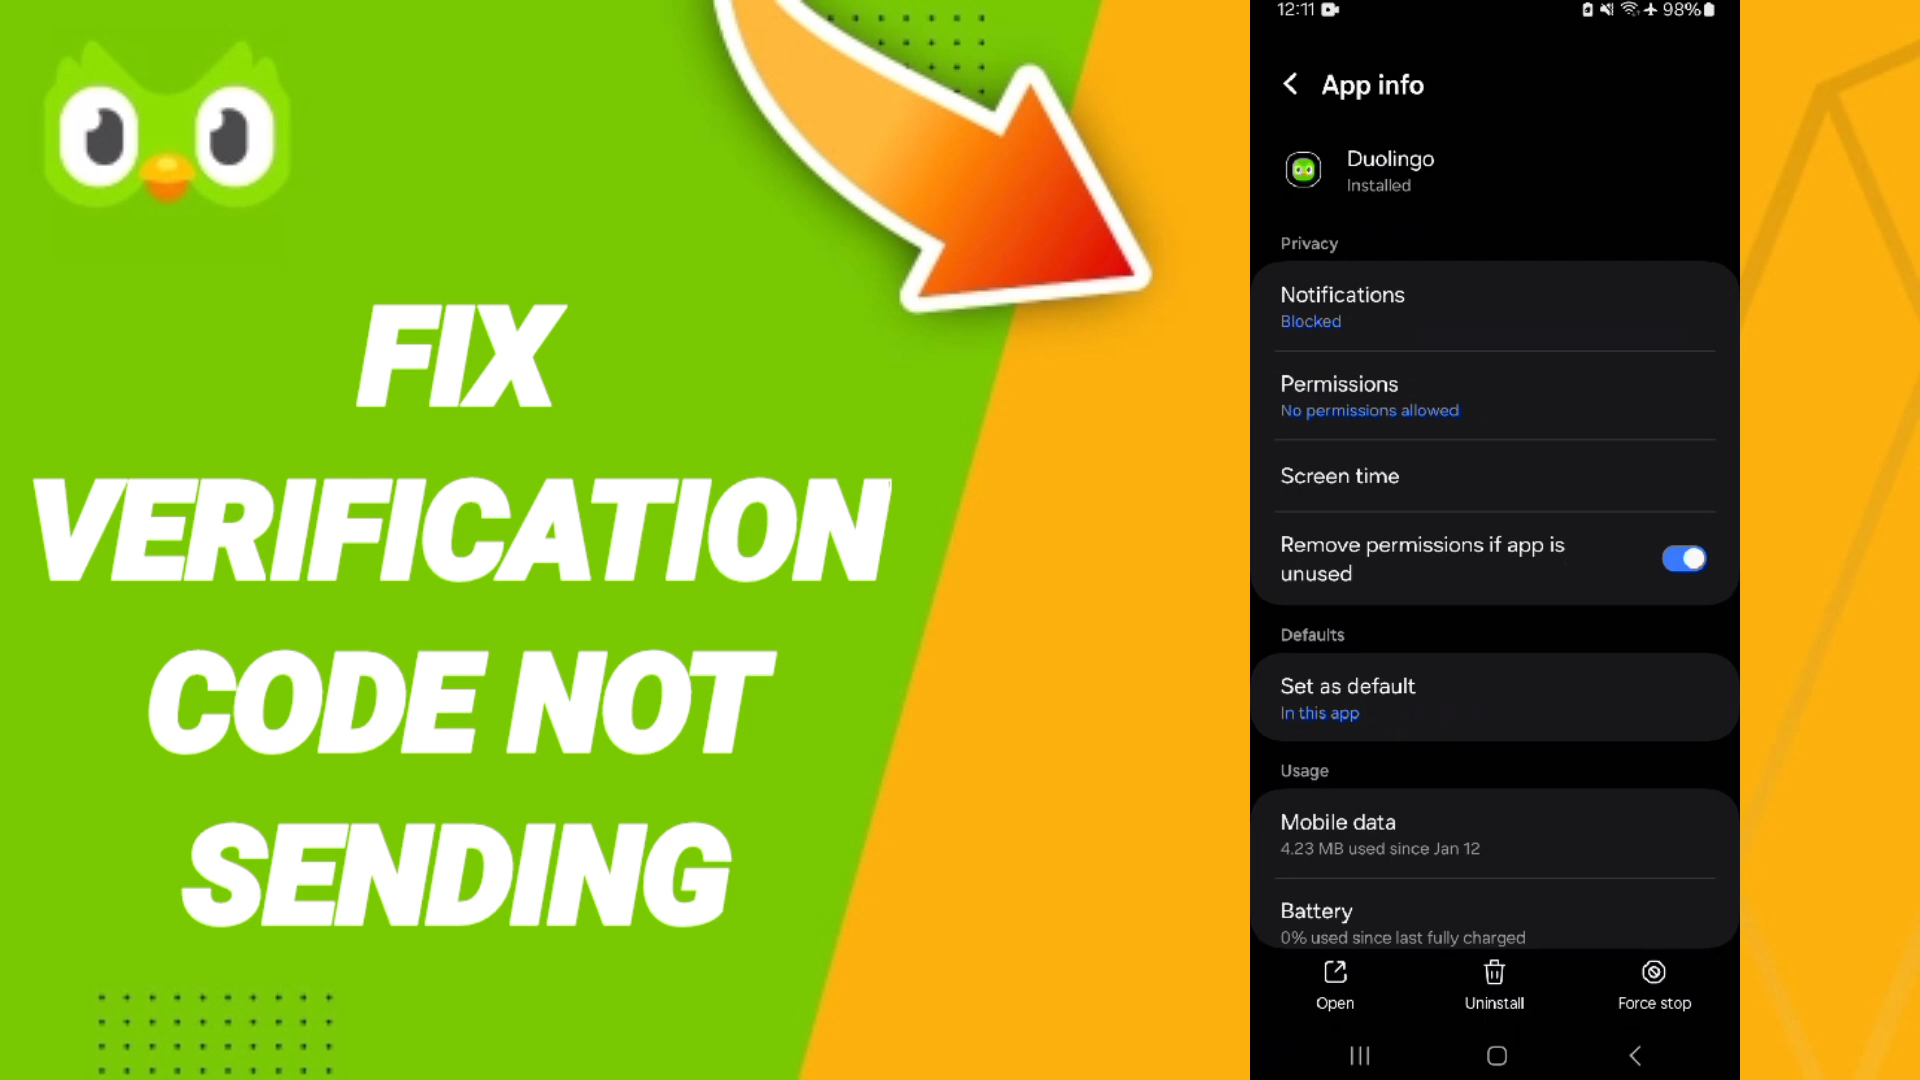 FIX
VERIFICATION
CODE NOT
SENDING
12:11
98%
App info
Duolingo
Installed
Privacy
Notifications
Blocked
Permissions
No permissions allowed
Screen time
Remove permissions if app is
unused
Defaults
Set as default
In this app
Usage
Mobile data
4.23 MB used since Jan 12
Battery
0% used since last fully charged
Open
Uninstall
Force stop